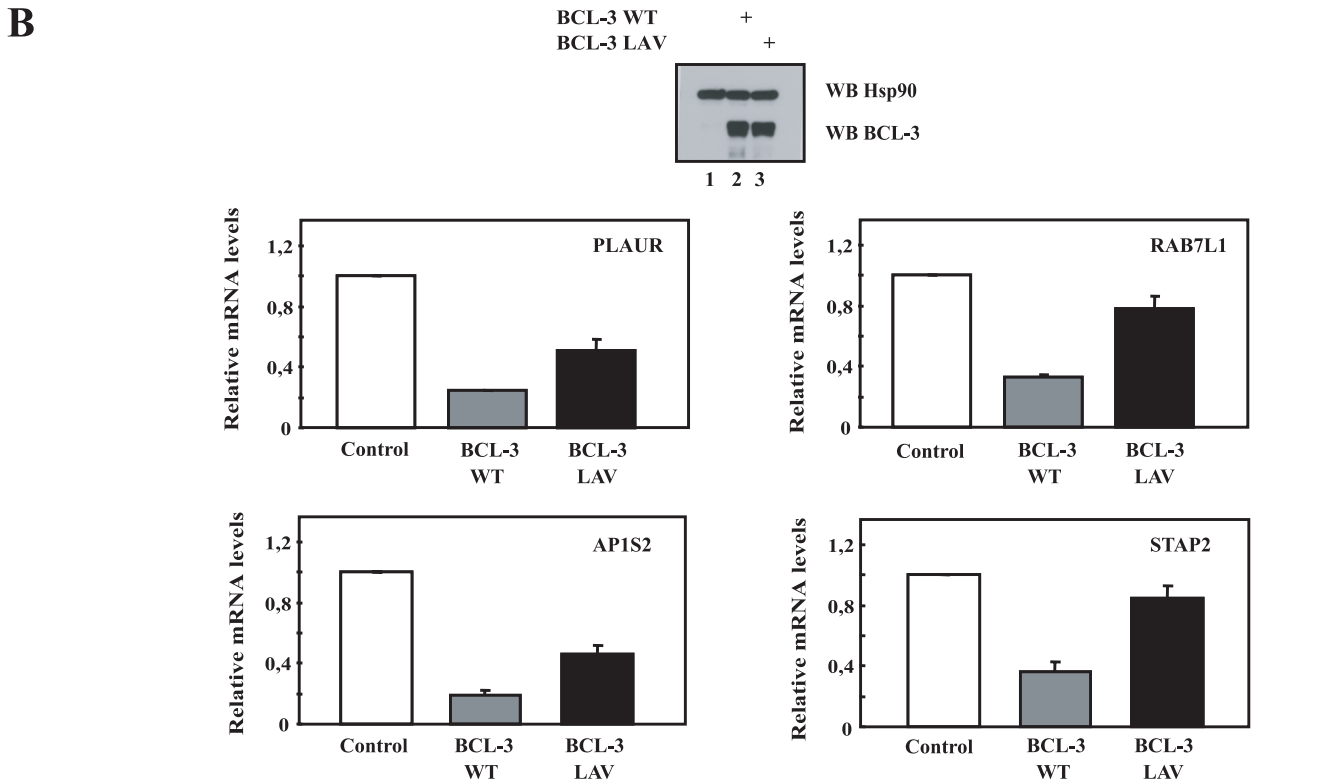 B
BCL-3 WT +
BCL-3 LAV +
WB Hsp90
WB BCL-3
1 2 3
Relative mRNA levels
1,2
0,8
0,4
0
PLAUR
Control BCL-3 WT BCL-3 LAV
Relative mRNA levels
1,2
0,8
0,4
0
RAB7L1
Control BCL-3 WT BCL-3 LAV
Relative mRNA levels
1,2
0,8
0,4
0
AP1S2
Control BCL-3 WT BCL-3 LAV
Relative mRNA levels
1,2
0,8
0,4
0
STAP2
Control BCL-3 WT BCL-3 LAV